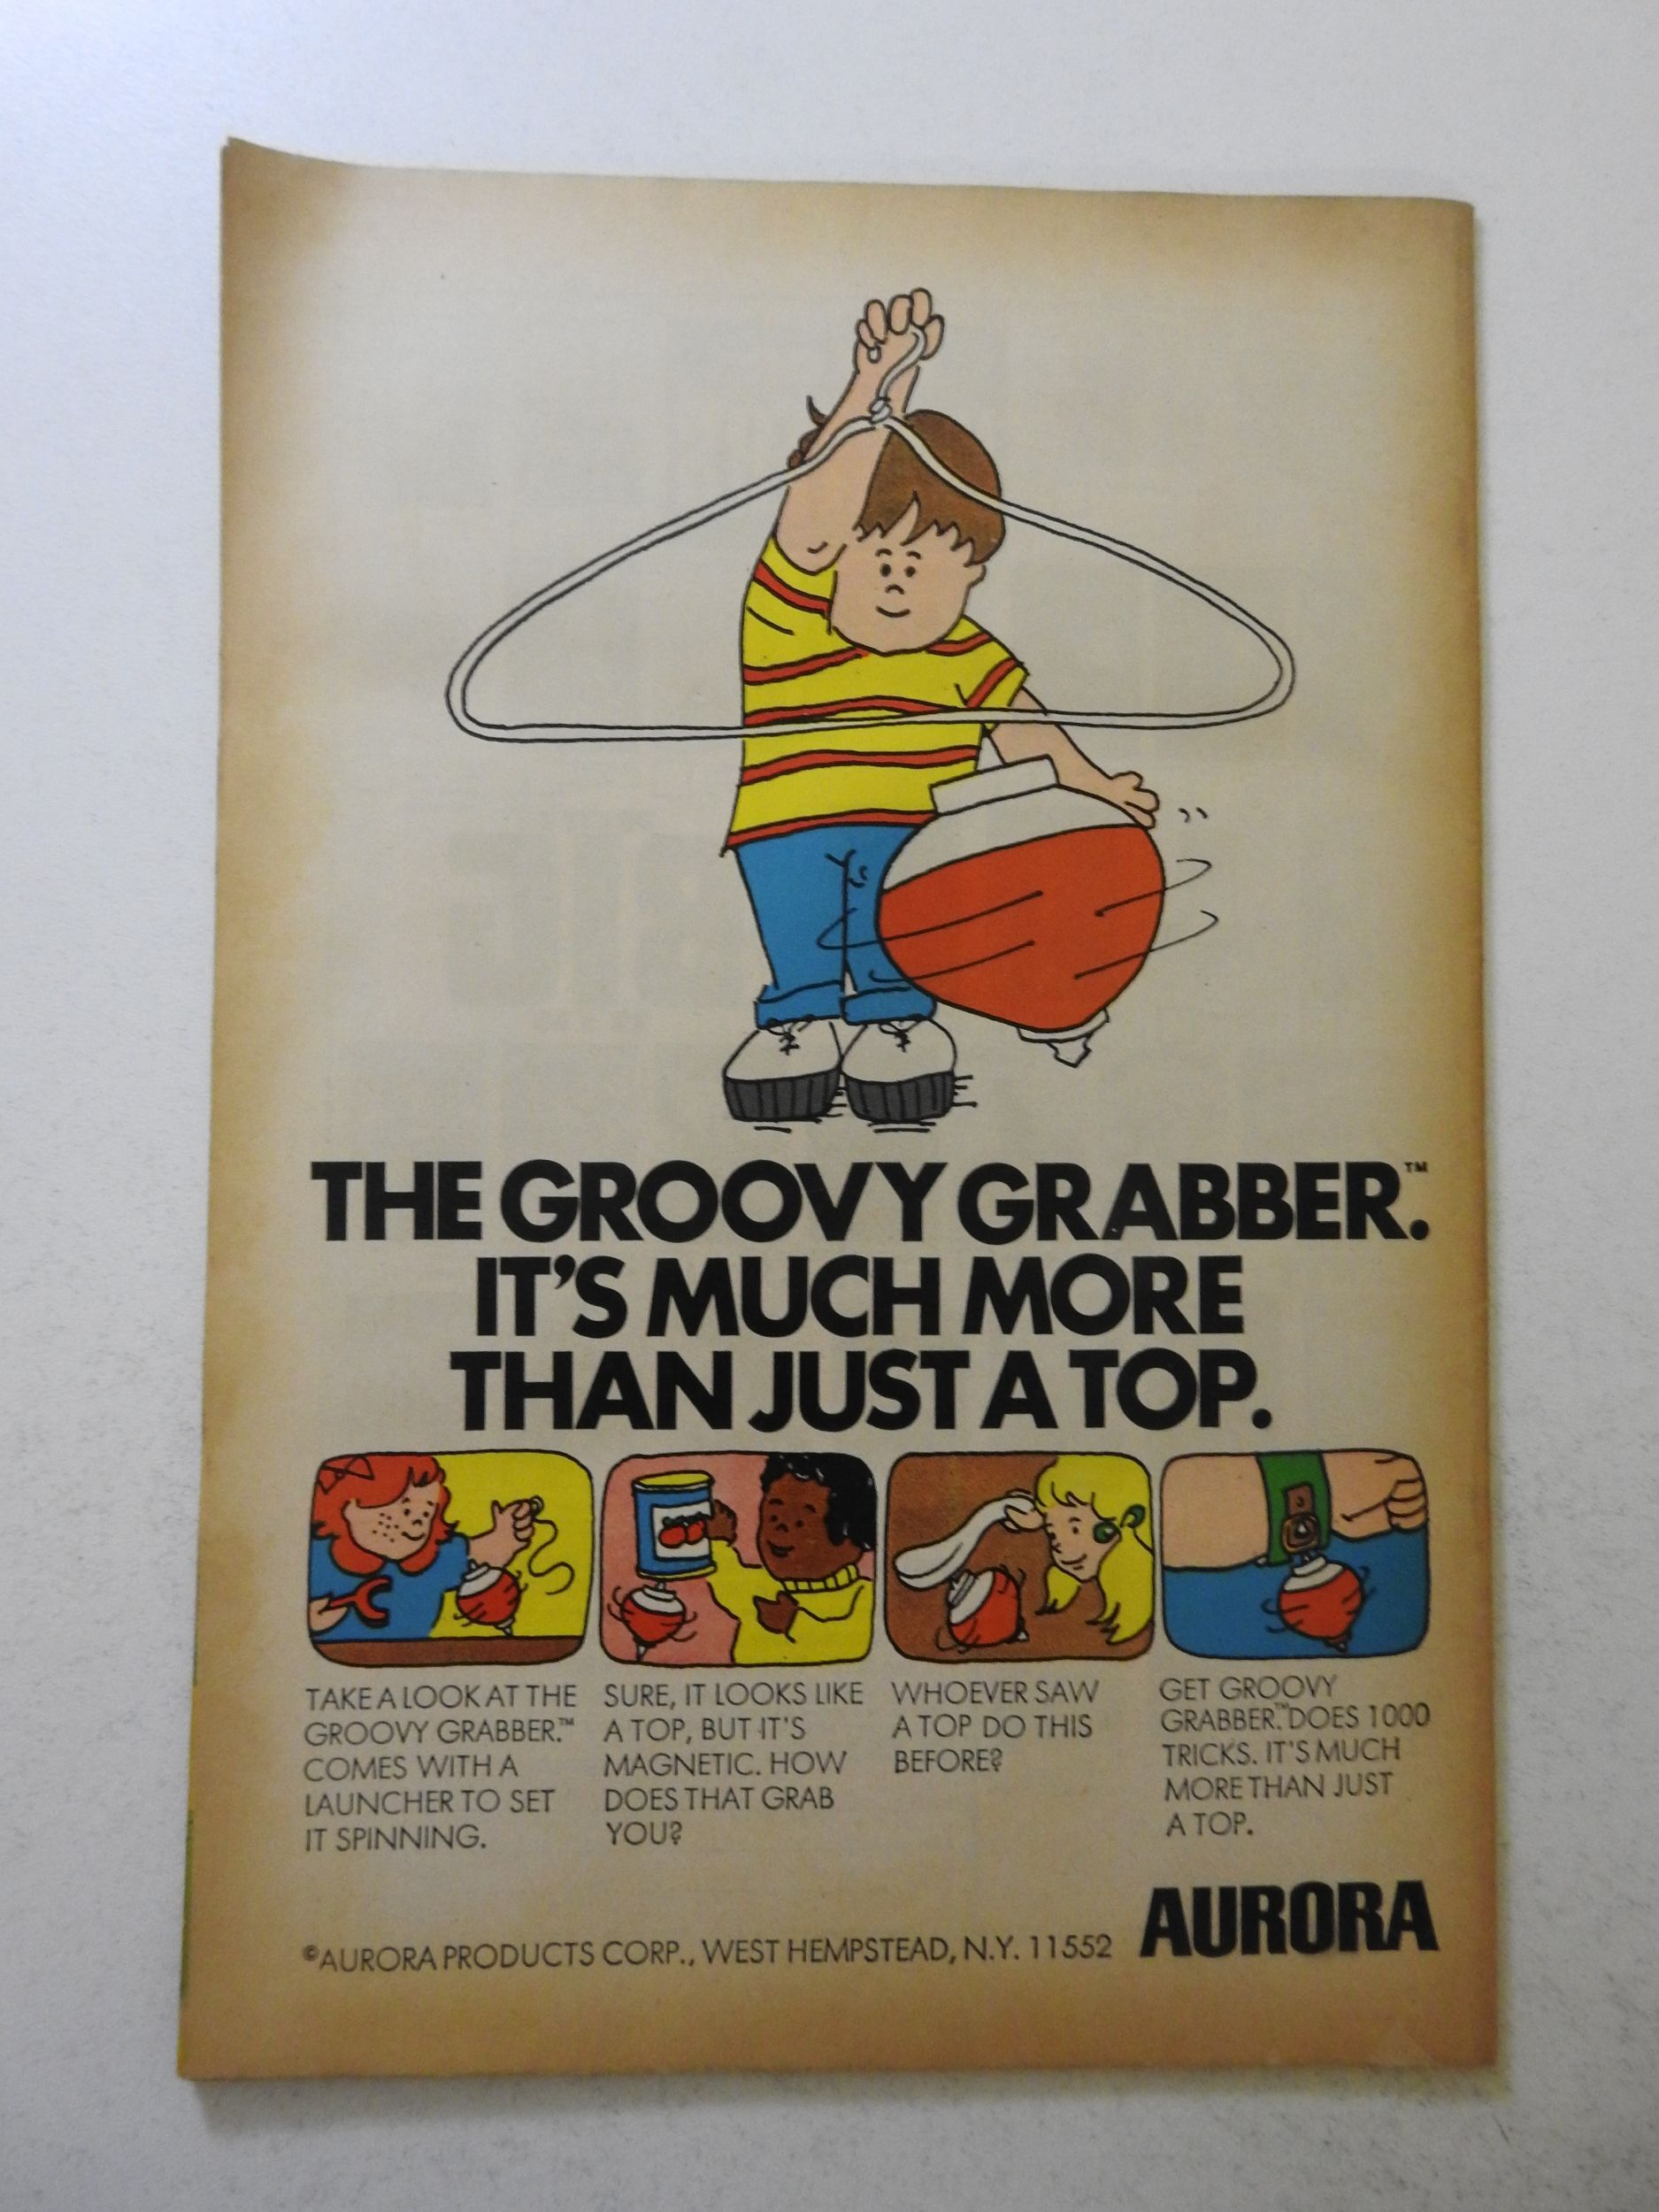 THE GROOVY GRABBER.™
IT'S MUCH MORE
THAN JUST A TOP.
TAKE A LOOK AT THE
GROOVY GRABBER.™
COMES WITH A
LAUNCHER TO SET
IT SPINNING.
SURE, IT LOOKS LIKE
A TOP, BUT IT'S
MAGNETIC. HOW
DOES THAT GRAB
YOU?
WHOEVER SAW
A TOP DO THIS
BEFORE?
GET GROOVY
GRABBER.™ DOES 1000
TRICKS. IT'S MUCH
MORE THAN JUST
A TOP.
©AURORA PRODUCTS CORP., WEST HEMPSTEAD, N.Y. 11552
AURORA